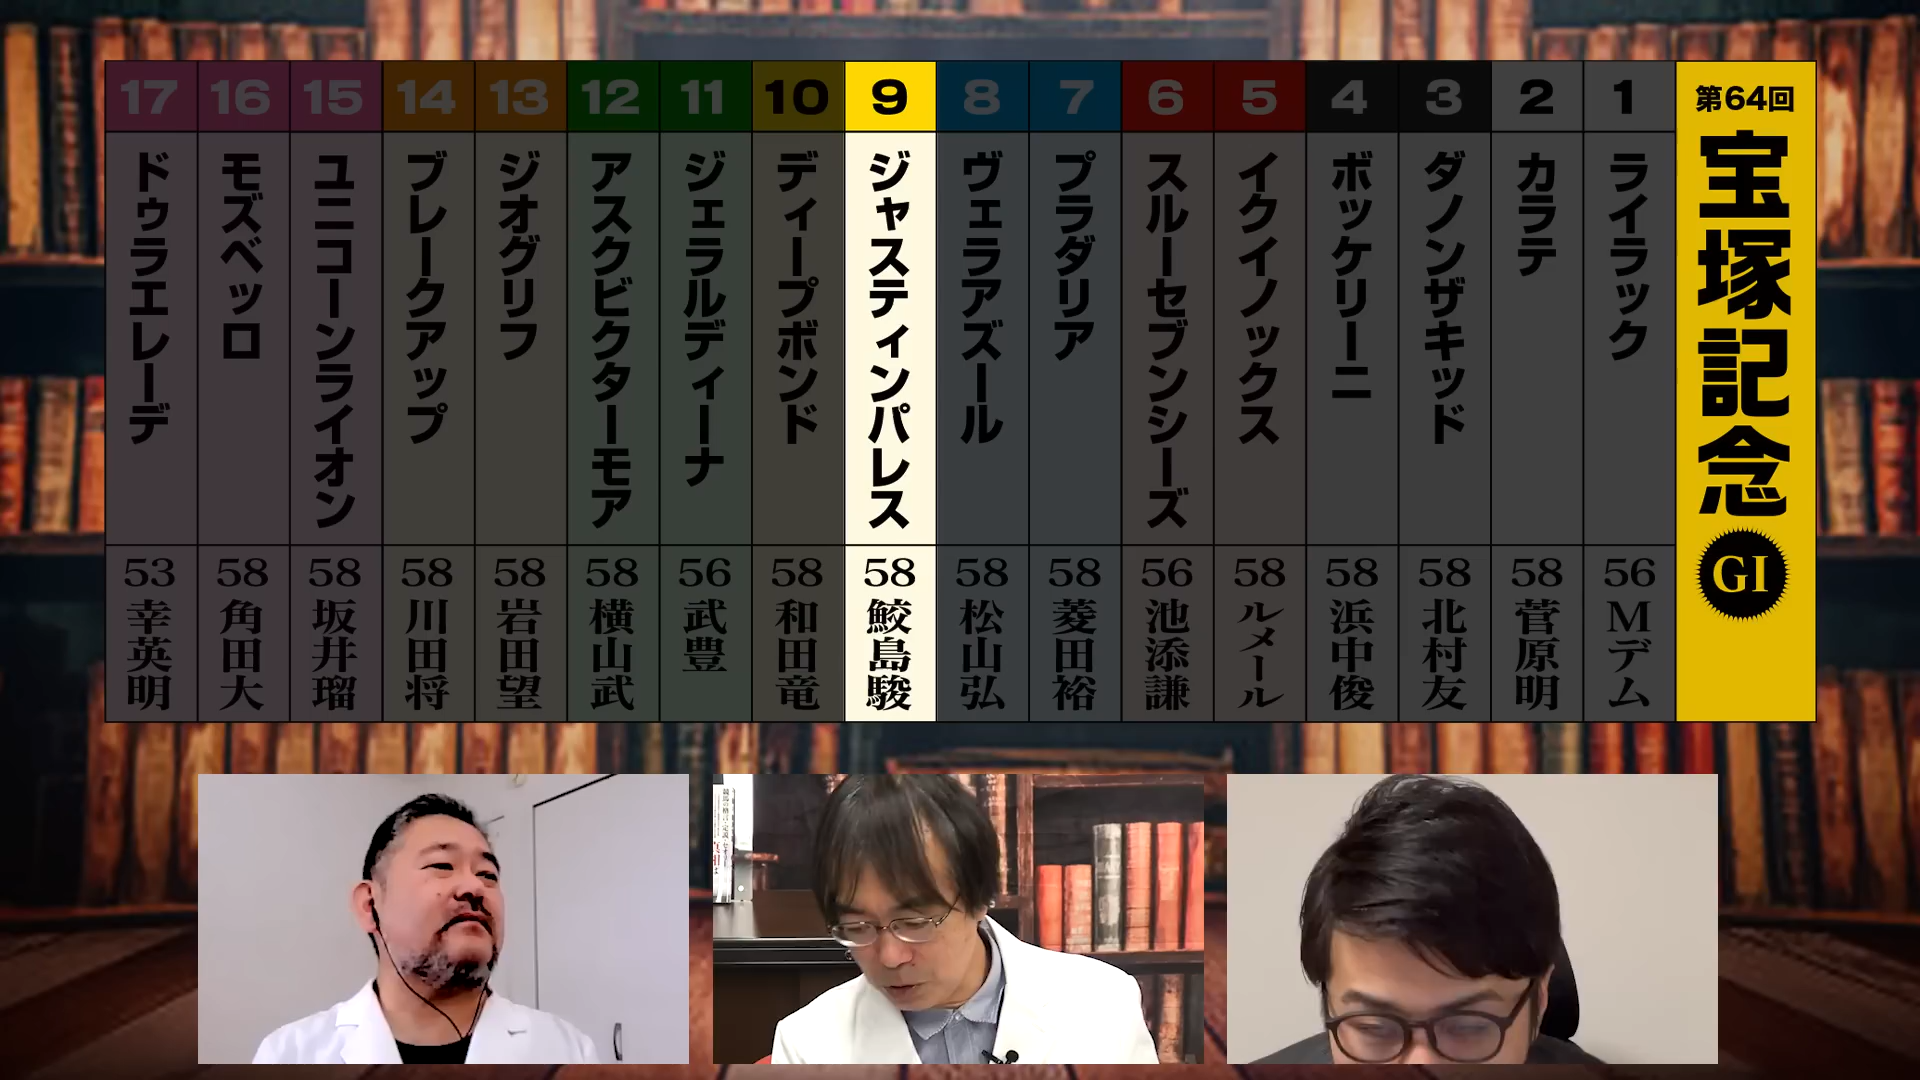 第64回
宝塚記念
GI
1
ライラック
56
Mデム
2
カラテ
58
菅原明
3
ダノンザキッド
58
北村友
4
ボッケリーニ
58
浜中俊
5
イクイノックス
58
ルメール
6
スルーセブンシーズ
56
池添謙
7
プラダリア
58
菱田裕
8
ヴェラアズール
58
松山弘
9
ジャスティンパレス
58
鮫島駿
10
ディープボンド
58
和田竜
11
ジェラルディーナ
56
武豊
12
アスクビクターモア
58
横山武
13
ジオグリフ
58
岩田望
14
ブレークアップ
58
川田将
15
ユニコーンライオン
58
坂井瑠
16
モズベッロ
58
角田大
17
ドゥラエレーデ
53
幸英明